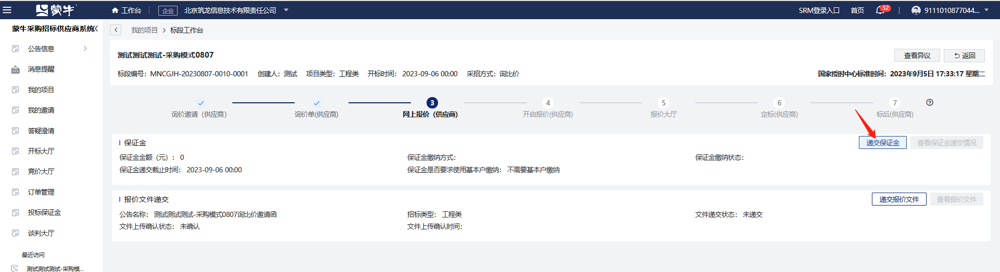 蒙牛 工作台 企业 北京筑龙信息技术有限责任公司 SRM登录入口 首页 32 9111010877044...
蒙牛采购招标供应商系统
我的项目 > 标段工作台
公告信息
消息提醒
我的项目
我的邀请
答疑澄清
开标大厅
竞价大厅
订单管理
投标保证金
谈判大厅
最近访问
测试测试测试-采购模...
测试测试测试-采购模式0807 查看异议 返回
标段编号：MNCGJH-20230807-0010-0001 创建人：测试 项目类型：工程类 开标时间：2023-09-06 00:00 采招方式：询比价 国家授时中心标准时间：2023年9月5日 17:33:17 星期二
3 4 5 6 7
询价邀请（供应商） 询价单(供应商) 网上报价（供应商） 开启报价(供应商) 报价大厅 定标(供应商) 标后(供应商)
保证金 递交保证金 查看保证金递交情况
保证金金额（元）：0 保证金缴纳方式： 保证金缴纳状态：
保证金递交截止时间：2023-09-06 00:00 保证金是否要求使用基本户缴纳：不需要基本户缴纳
报价文件递交 递交报价文件 查看报价文件
公告名称：测试测试测试-采购模式0807询比价邀请函 招标类型：工程类 文件递交状态：未递交
文件上传确认状态：未确认 文件上传确认时间：